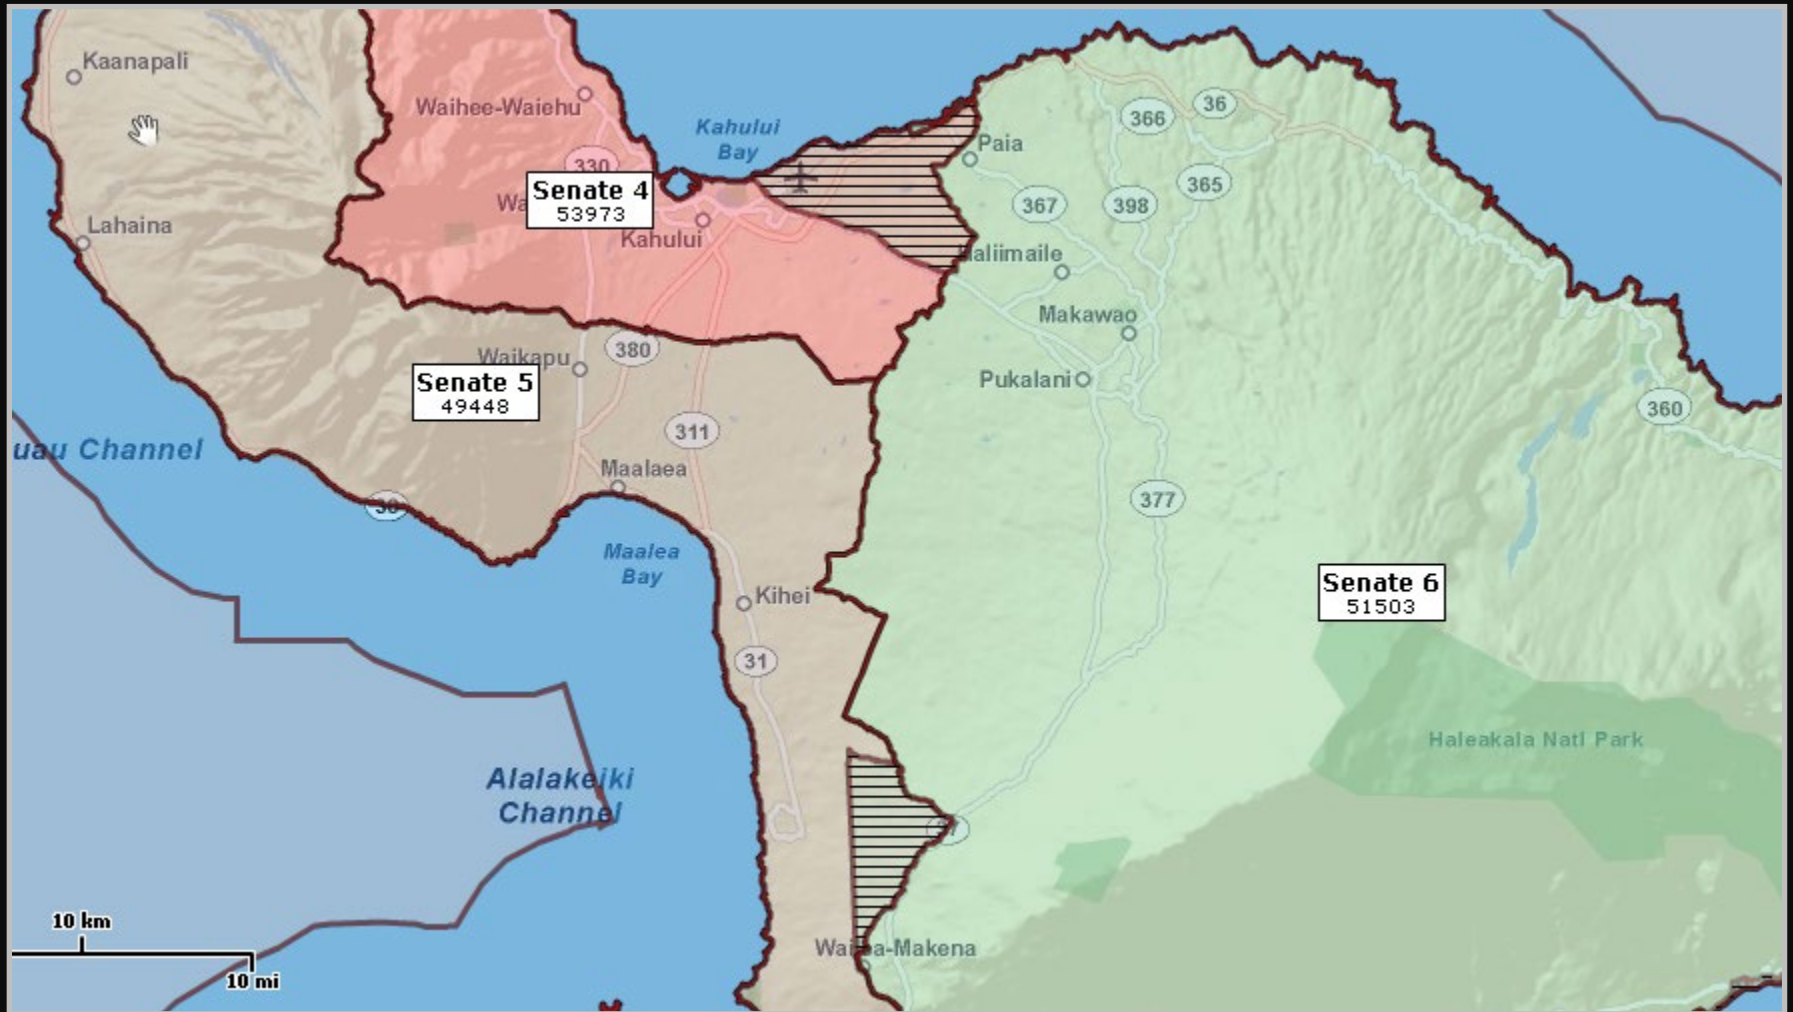 Kaanapali
Waihee-Waiehu
36
366
Kahului
Bay
Paia
330
365
Senate 4
53973
367
398
Lahaina
Kahului
Makawao
Waikapu
380
Pukalani
Senate 5
49448
360
311
Channel
Maalaea
30
377
Maalea
Bay
Kihei
Senate 6
51503
31
Haleakala Natl Park
Alalakeiki
Channel
10 km
10 mi